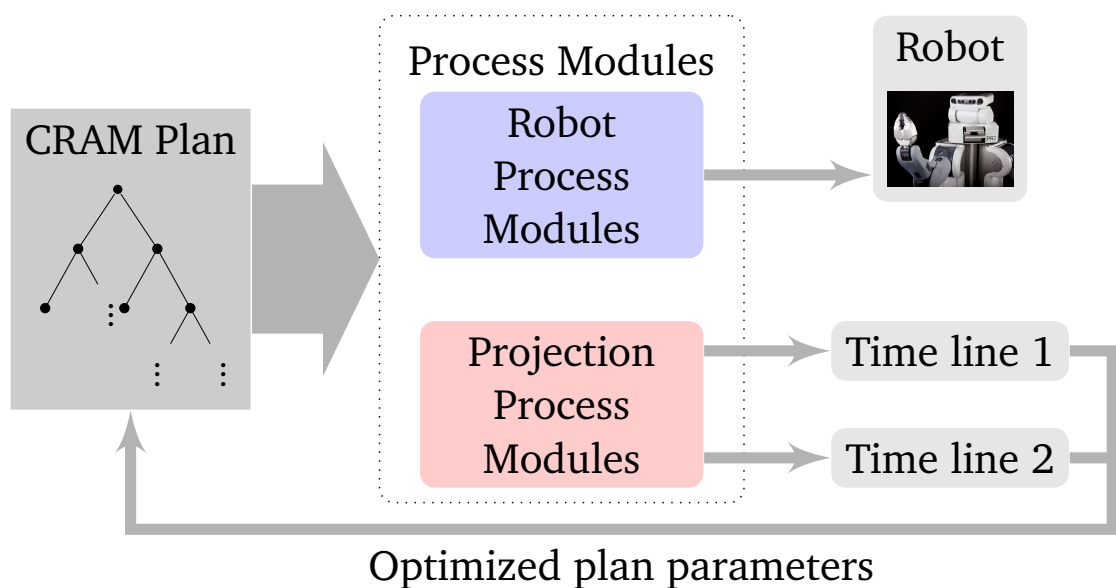 CRAM Plan
Process Modules
Robot
Process
Modules
Projection
Process
Modules
Robot
PR2
Time line 1
Time line 2
Optimized plan parameters